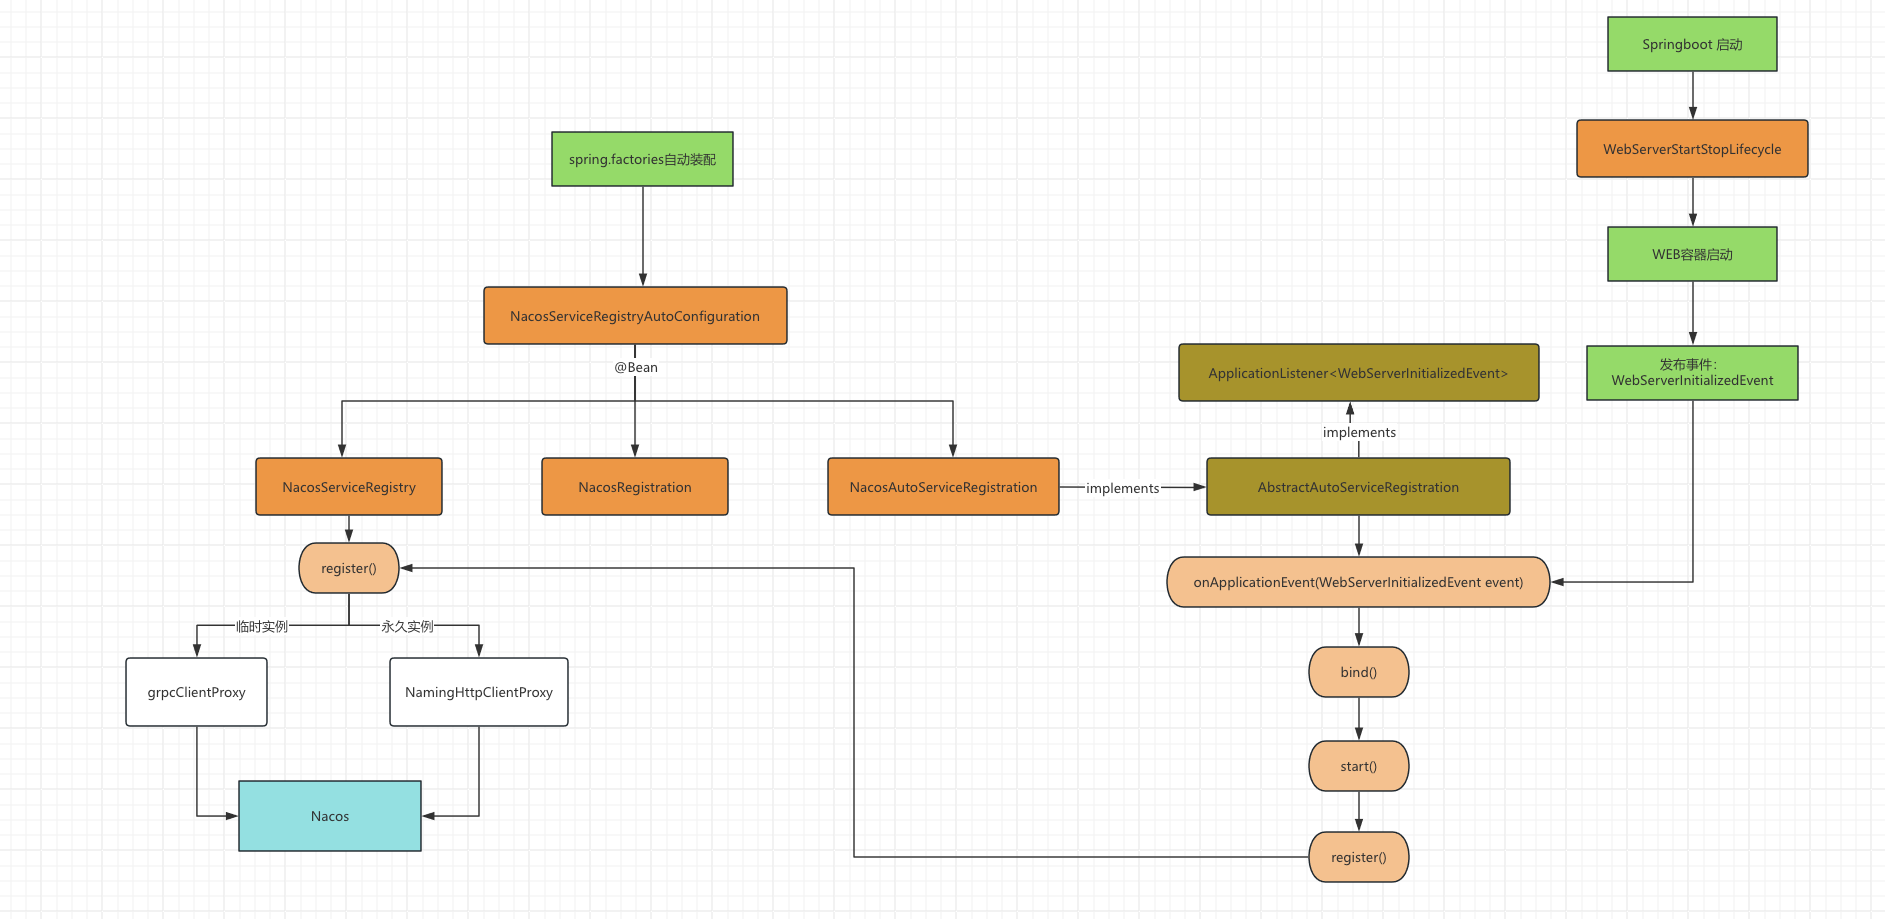 Springboot 启动
WebServerStartStopLifecycle
spring.factories自动装配
WEB容器启动
NacosServiceRegistryAutoConfiguration
@Bean
ApplicationListener<WebServerInitializedEvent>
发布事件：
WebServerInitializedEvent
implements
NacosServiceRegistry
NacosRegistration
NacosAutoServiceRegistration
implements
AbstractAutoServiceRegistration
register()
onApplicationEvent(WebServerInitializedEvent event)
临时实例
永久实例
bind()
grpcClientProxy
NamingHttpClientProxy
start()
Nacos
register()